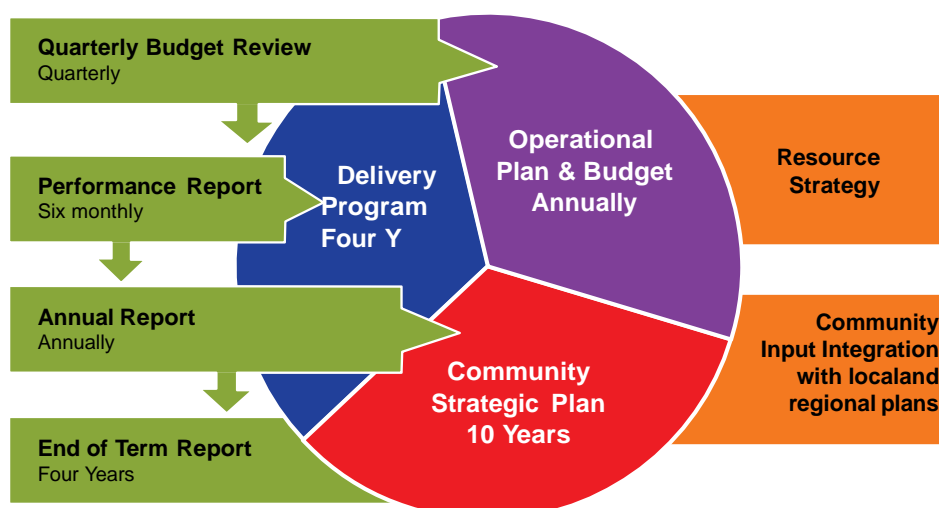 Quarterly Budget Review
Quarterly
Performance Report
Six monthly
Annual Report
Annually
End of Term Report
Four Years
Delivery
Program
Four Y
Operational
Plan & Budget
Annually
Community
Strategic Plan
10 Years
Resource
Strategy
Community
Input Integration
with localand
regional plans